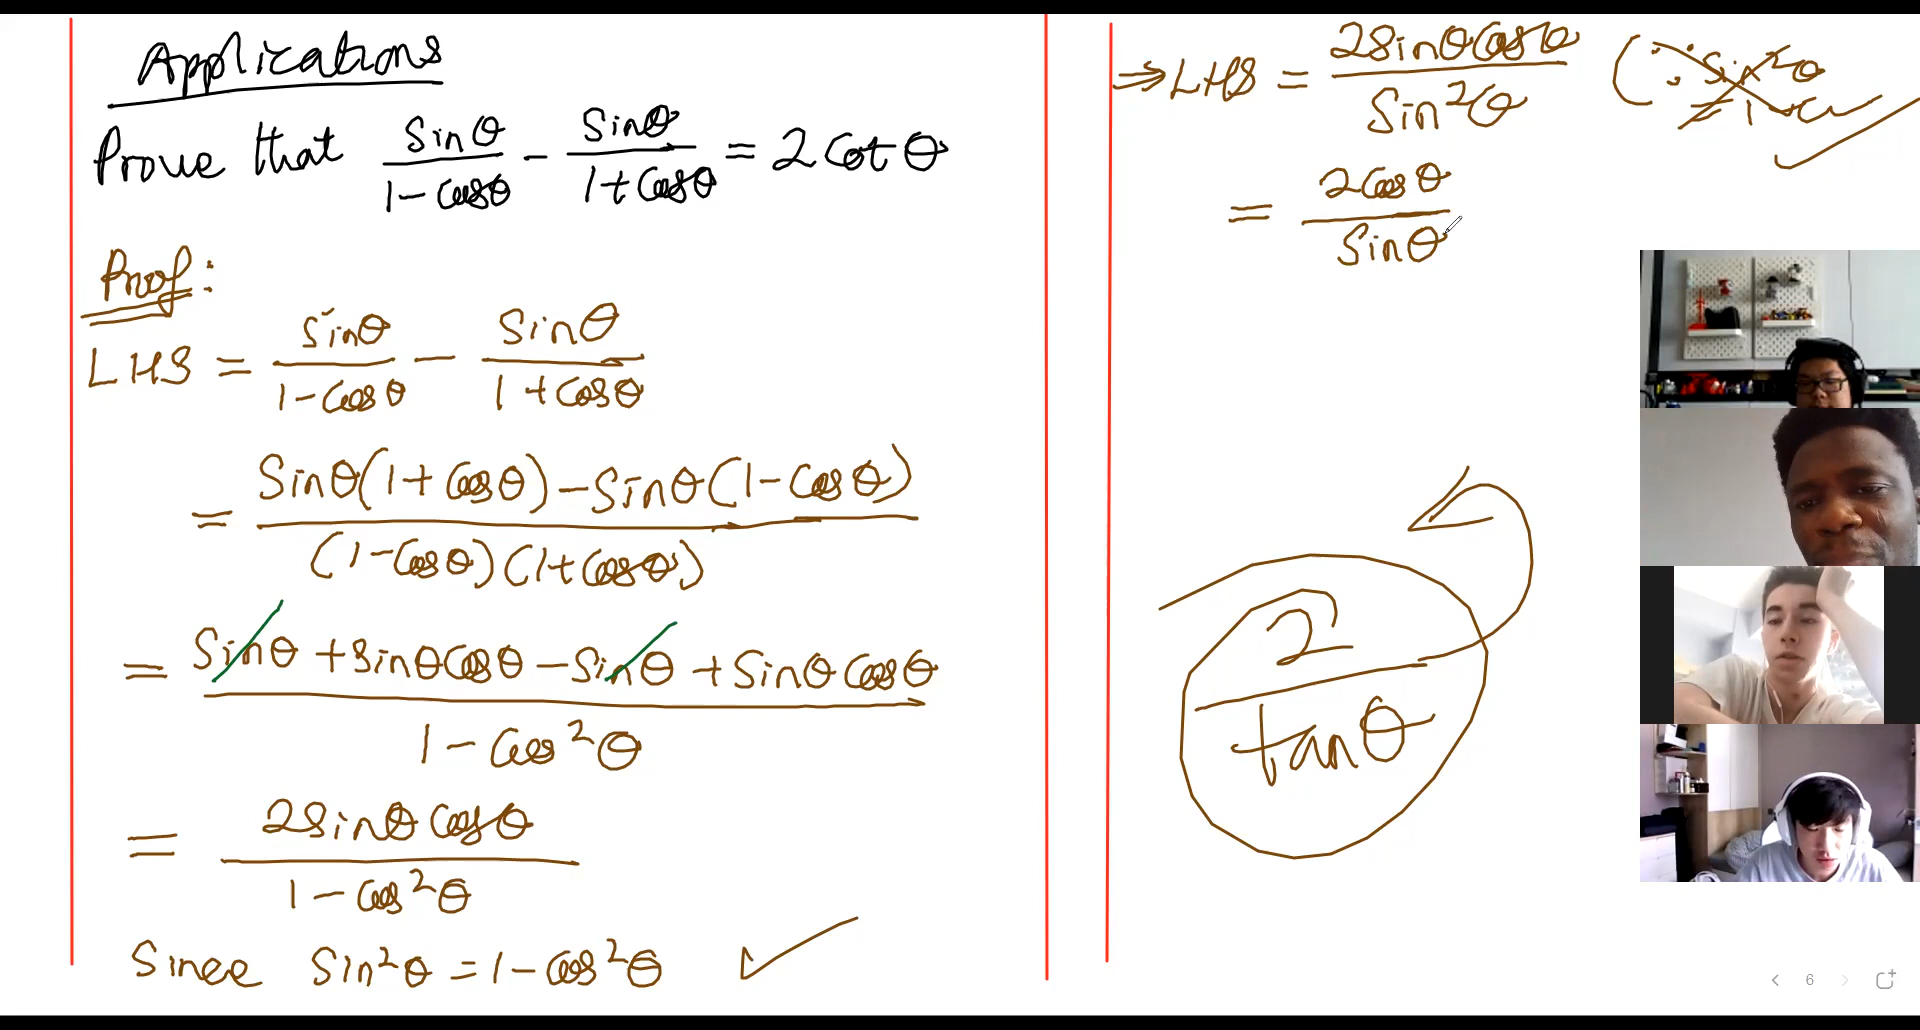 Applications
Prove that sinθ/(1-cosθ) - sinθ/(1+cosθ) = 2cotθ
Proof:
LHS = sinθ/(1-cosθ) - sinθ/(1+cosθ)
= (sinθ(1+cosθ) - sinθ(1-cosθ))/((1-cosθ)(1+cosθ))
= (sinθ + sinθcosθ - sinθ + sinθcosθ)/(1-cos²θ)
= 2sinθcosθ/(1-cos²θ)
Since sin²θ = 1-cos²θ ✓
⇒ LHS = 2sinθcosθ/sin²θ (∵ sin²θ
= 1-c ✓
= 2cosθ/sinθ
2/tanθ
6